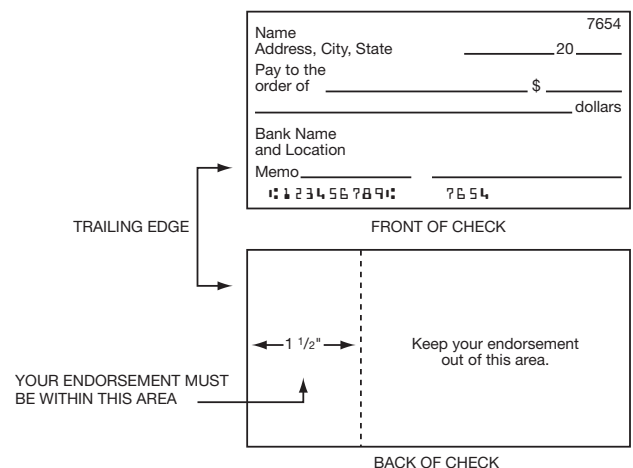 7654
Name
Address, City, State 20
Pay to the
order of $
dollars
Bank Name
and Location
Memo
⑆123456789⑆ 7654
TRAILING EDGE
FRONT OF CHECK
1 1/2"
Keep your endorsement
out of this area.
YOUR ENDORSEMENT MUST
BE WITHIN THIS AREA
BACK OF CHECK